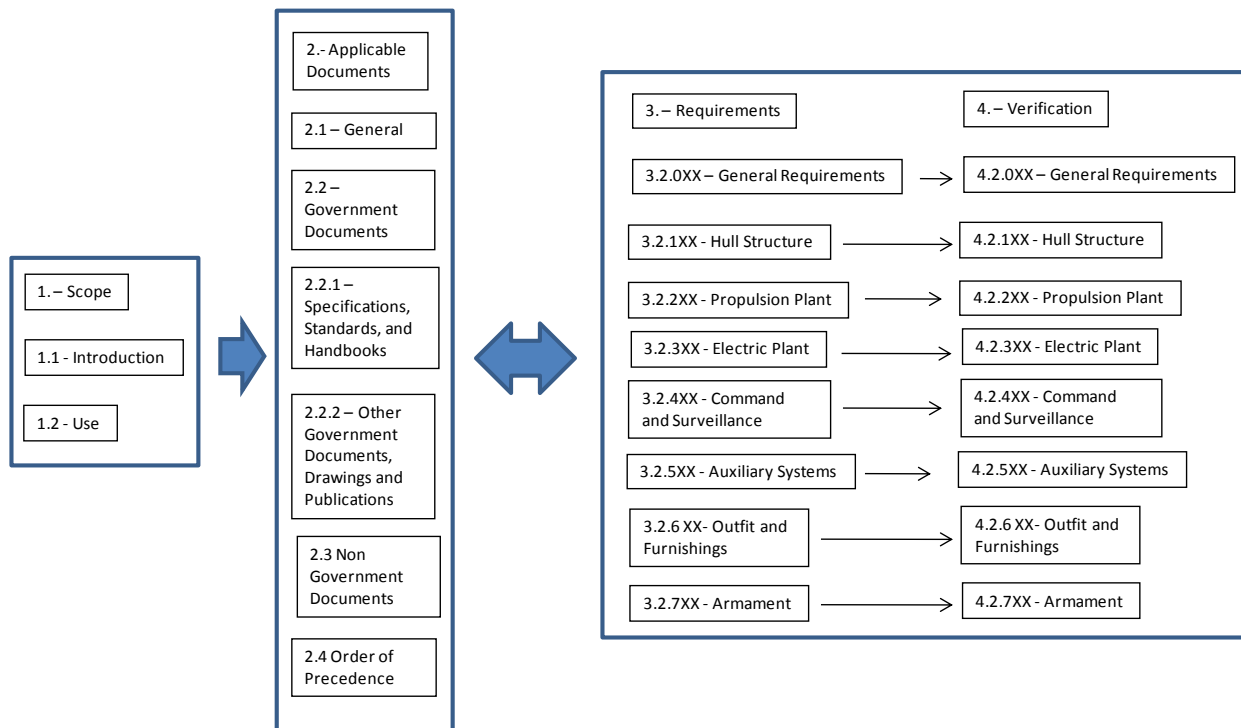 1.– Scope
1.1 - Introduction
1.2 - Use
2.- Applicable
Documents
2.1 – General
2.2 –
Government
Documents
2.2.1 –
Specifications,
Standards, and
Handbooks
2.2.2 – Other
Government
Documents,
Drawings and
Publications
2.3 Non
Government
Documents
2.4 Order of
Precedence
3.– Requirements
4.– Verification
3.2.0XX – General Requirements
4.2.0XX – General Requirements
3.2.1XX - Hull Structure
4.2.1XX - Hull Structure
3.2.2XX - Propulsion Plant
4.2.2XX - Propulsion Plant
3.2.3XX - Electric Plant
4.2.3XX - Electric Plant
3.2.4XX - Command
and Surveillance
4.2.4XX - Command
and Surveillance
3.2.5XX - Auxiliary Systems
4.2.5XX - Auxiliary Systems
3.2.6 XX- Outfit and
Furnishings
4.2.6 XX- Outfit and
Furnishings
3.2.7XX - Armament
4.2.7XX - Armament